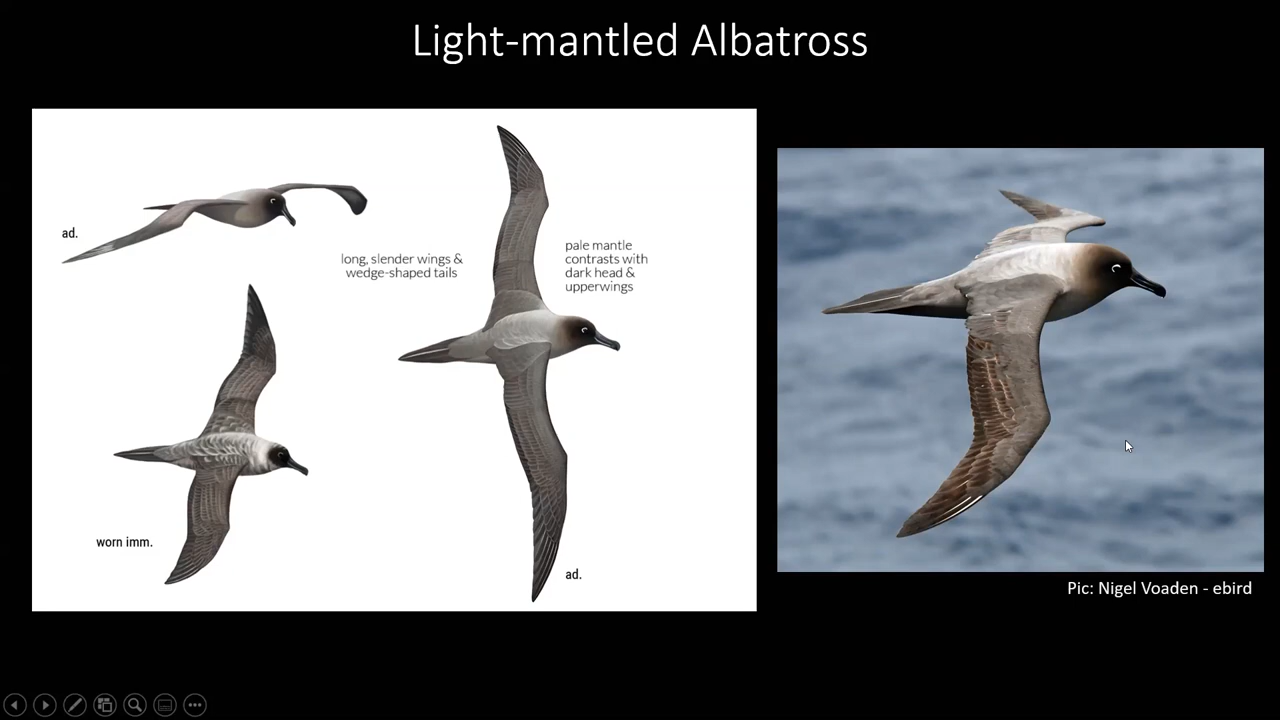 Light-mantled Albatross
ad.
long, slender wings &
wedge-shaped tails
pale mantle
contrasts with
dark head &
upperwings
worn imm.
ad.
Pic: Nigel Voaden - ebird